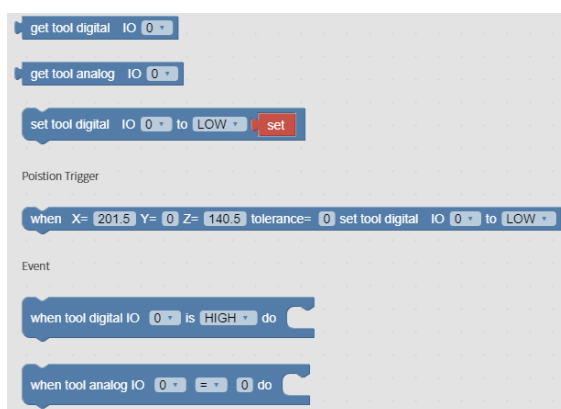 get tool digital IO 0
get tool analog IO 0
set tool digital IO 0 to LOW set
Poistion Trigger
when X= 201.5 Y= 0 Z= 140.5 tolerance= 0 set tool digital IO 0 to LOW
Event
when tool digital IO 0 is HIGH do
when tool analog IO 0 = 0 do